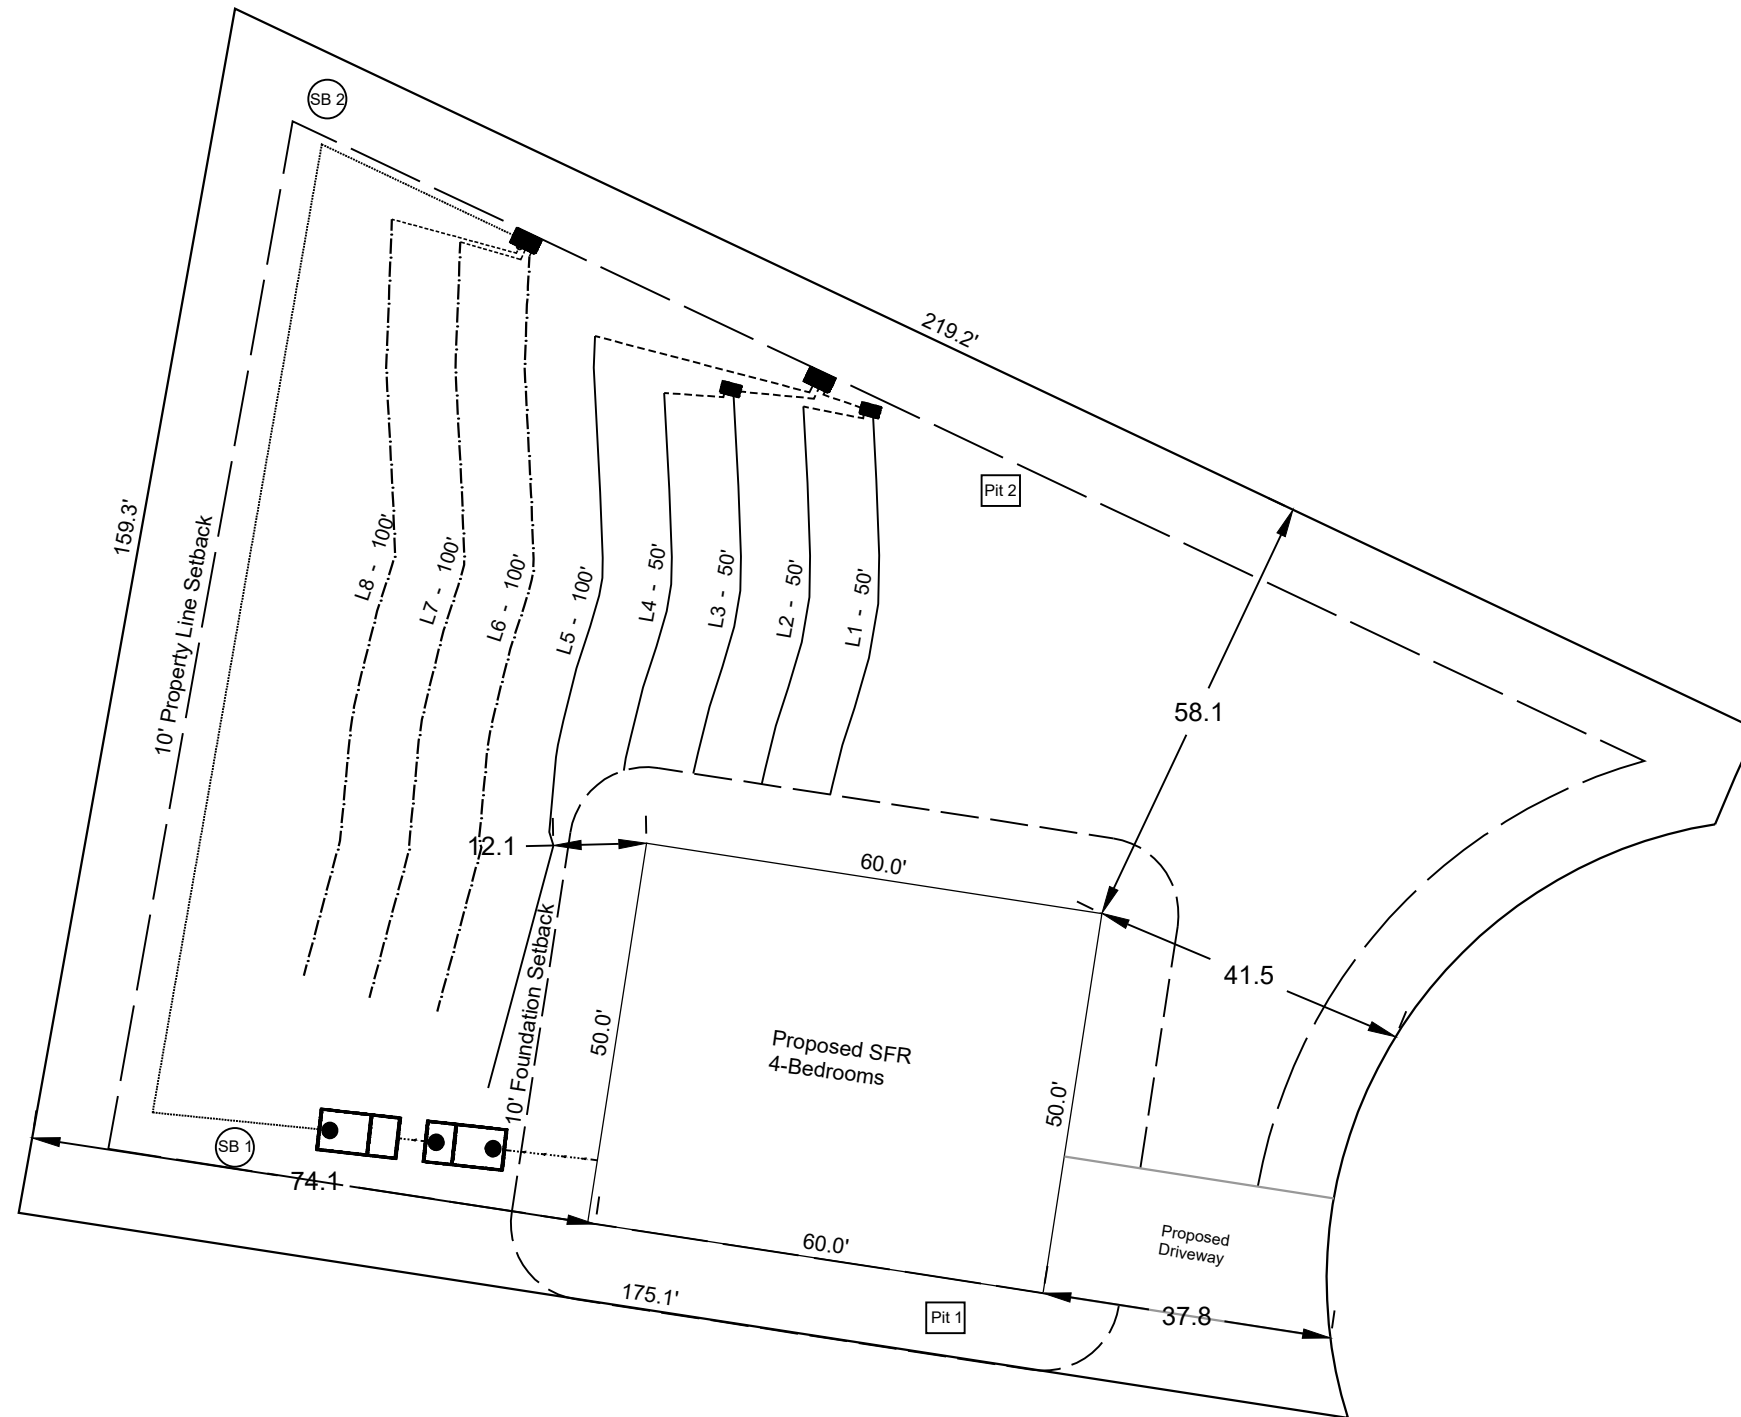 SB 2
219.2'
159.3'
10' Property Line Setback
L8 - 100'
L7 - 100'
L6 - 100'
L5 - 100'
L4 - 50'
L3 - 50'
L2 - 50'
L1 - 50'
Pit 2
58.1
12.1
60.0'
41.5
10' Foundation Setback
50.0'
Proposed SFR
4-Bedrooms
50.0'
SB 1
74.1
60.0'
Proposed
Driveway
175.1'
Pit 1
37.8